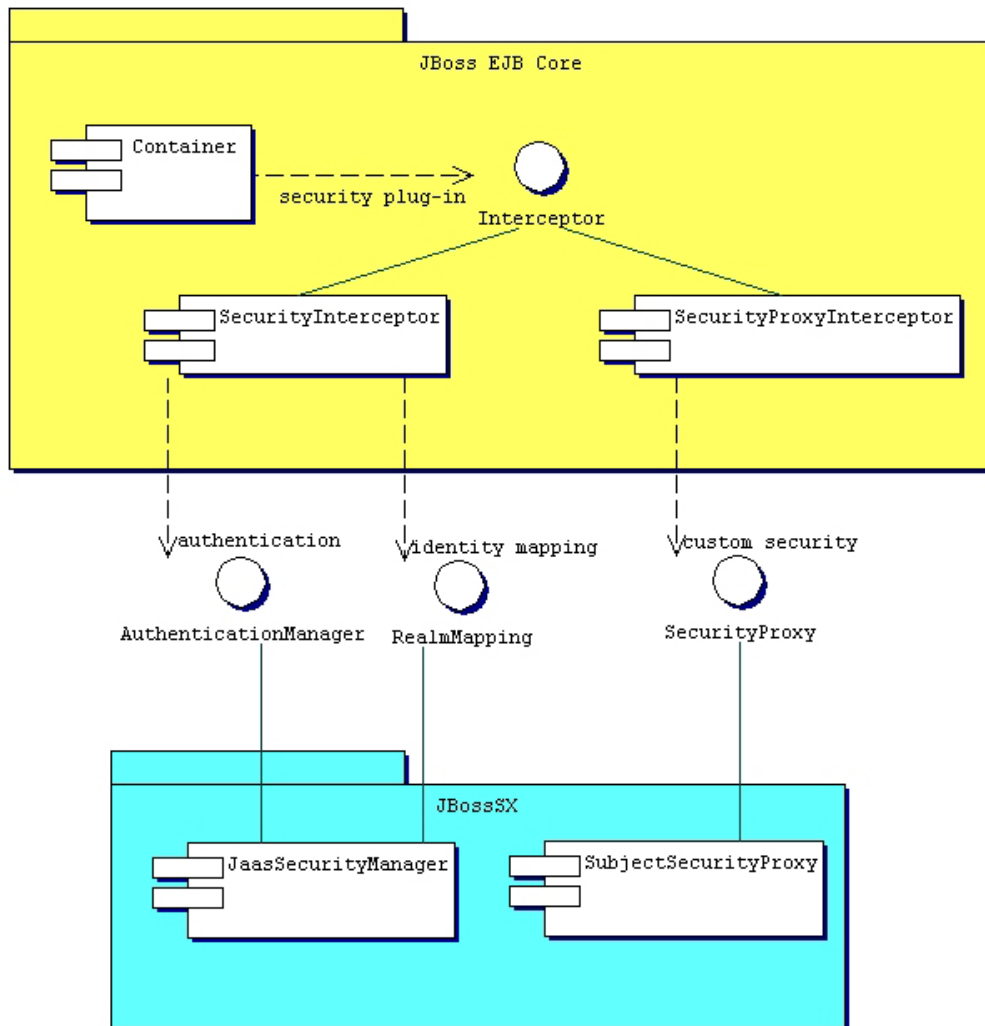 JBoss EJB Core
Container
security plug-in
Interceptor
SecurityInterceptor
SecurityProxyInterceptor
authentication
identity mapping
custom security
AuthenticationManager
RealmMapping
SecurityProxy
JBossSX
JaasSecurityManager
SubjectSecurityProxy